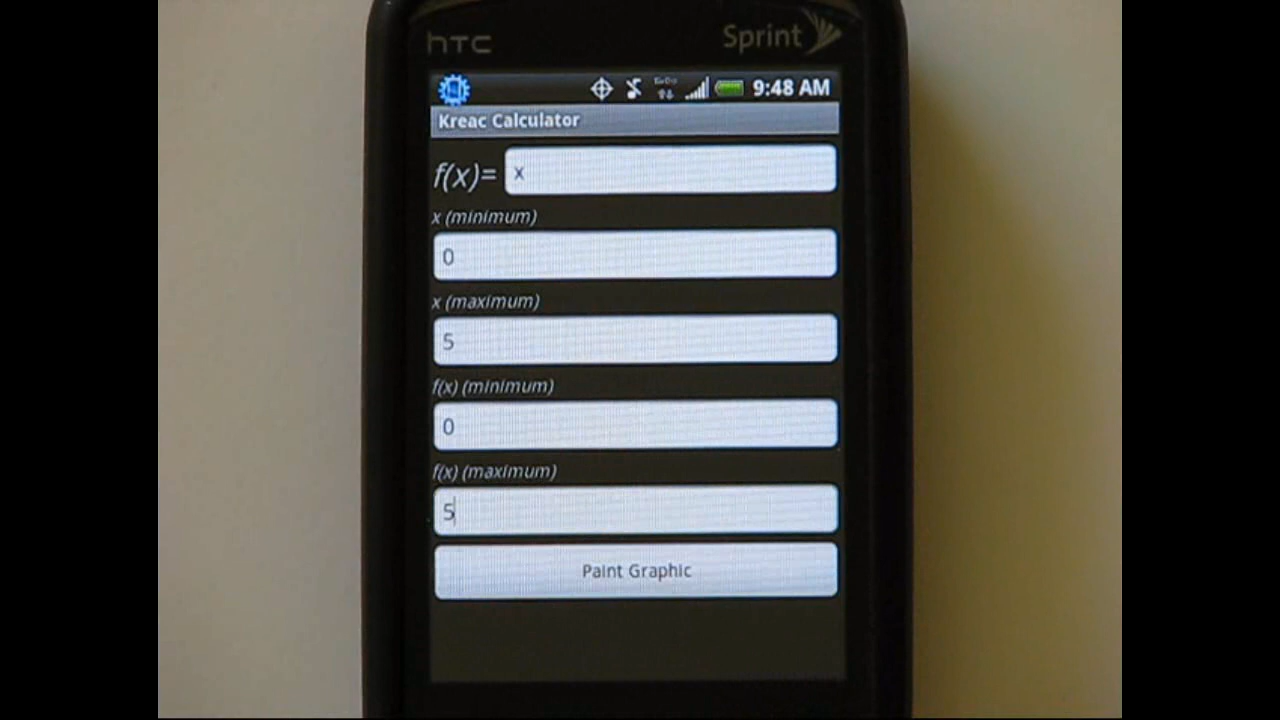 hTC Sprint
9:48 AM
Kreac Calculator
f(x)= x
x (minimum)
0
x (maximum)
5
f(x) (minimum)
0
f(x) (maximum)
5
Paint Graphic